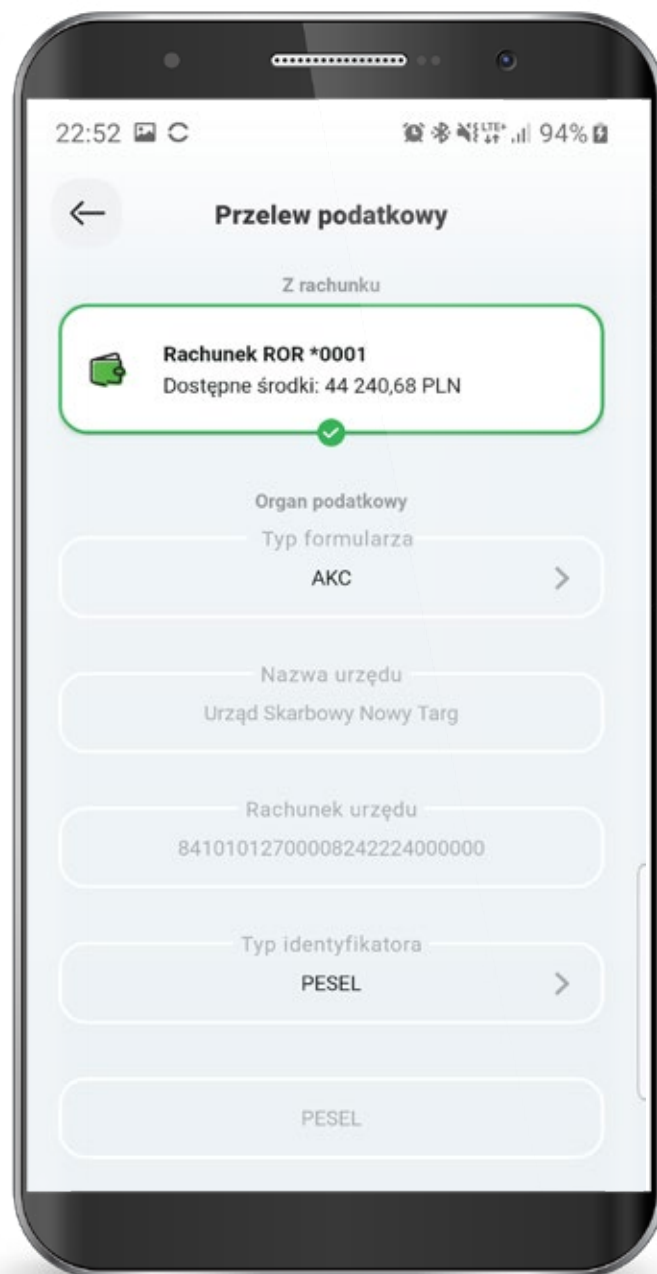 22:52 LTE+ 94%
Przelew podatkowy
Z rachunku
Rachunek ROR *0001
Dostępne środki: 44 240,68 PLN
Organ podatkowy
Typ formularza
AKC
Nazwa urzędu
Urząd Skarbowy Nowy Targ
Rachunek urzędu
84101012700008242224000000
Typ identyfikatora
PESEL
PESEL